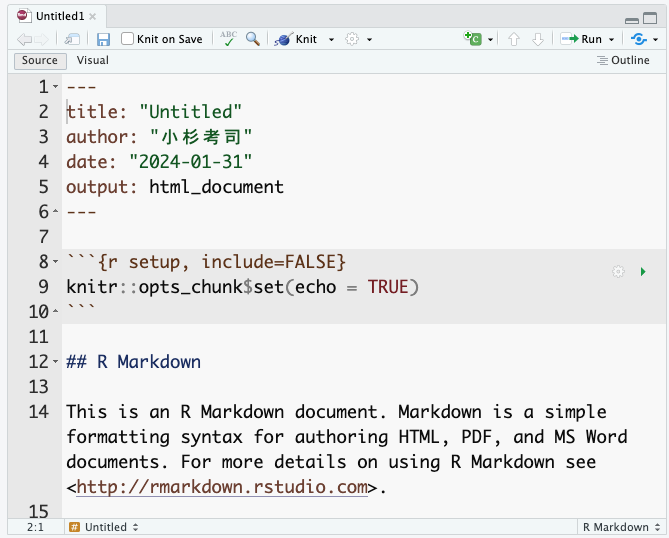 Untitled1
Knit on Save
ABC
Knit
Run
Source
Visual
Outline
1 ---
2 title: "Untitled"
3 author: "小杉考司"
4 date: "2024-01-31"
5 output: html_document
6 ---
7
8 ```{r setup, include=FALSE}
9 knitr::opts_chunk$set(echo = TRUE)
10 ```
11
12 ## R Markdown
13
14 This is an R Markdown document. Markdown is a simple
formatting syntax for authoring HTML, PDF, and MS Word
documents. For more details on using R Markdown see
<http://rmarkdown.rstudio.com>.
15
2:1
# Untitled
R Markdown